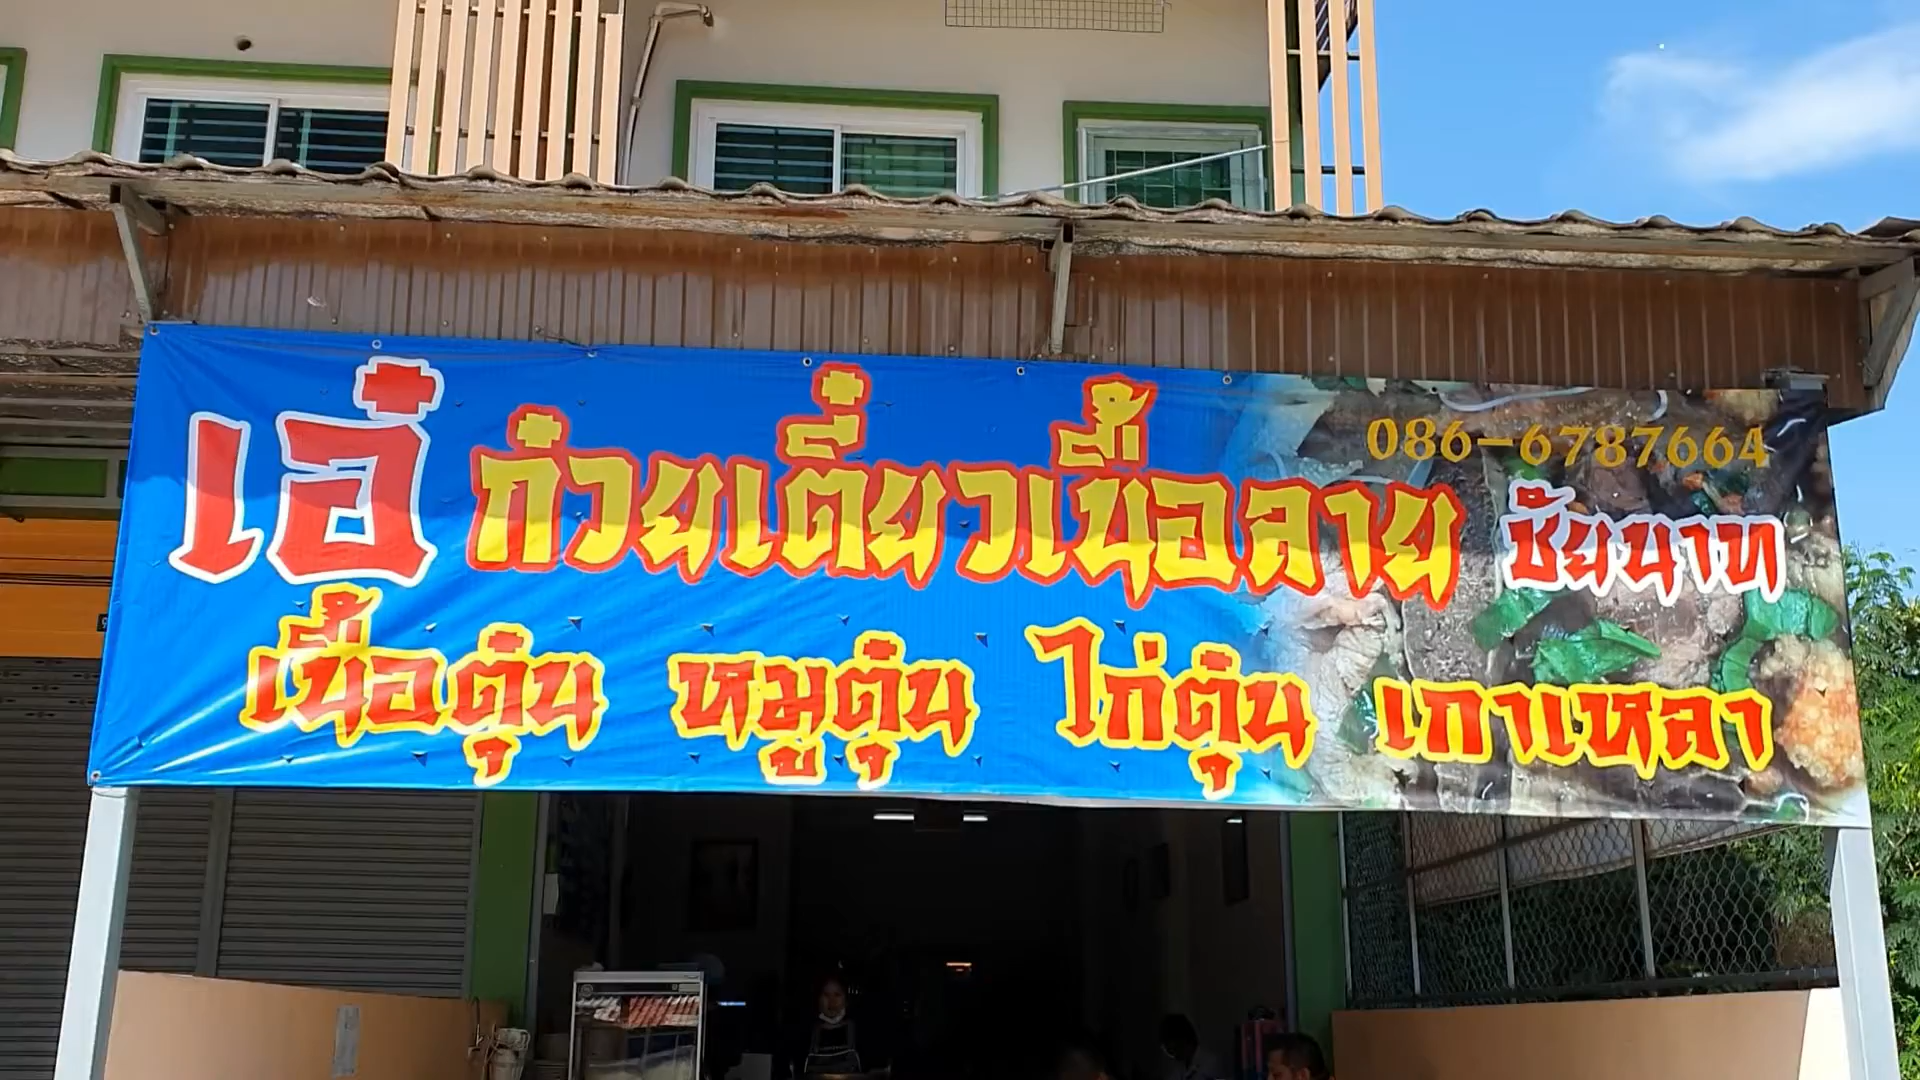 086-6787664
เอ๋ ก๋วยเตี๋ยวเนื้อลาย ชัยนาท
เนื้อตุ๋น หมูตุ๋น ไก่ตุ๋น เกาเหลา